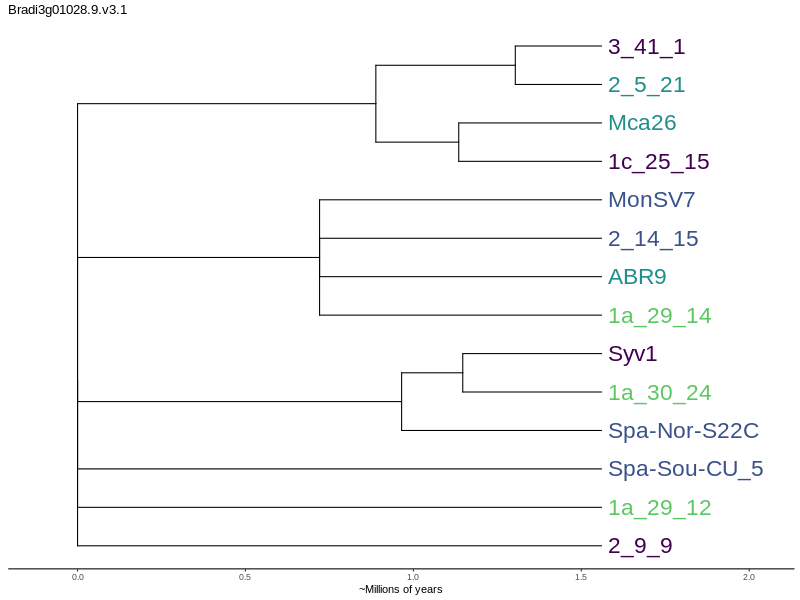 Bradi3g01028.9.v3.1
3_41_1
2_5_21
Mca26
1c_25_15
MonSV7
2_14_15
ABR9
1a_29_14
Syv1
1a_30_24
Spa-Nor-S22C
Spa-Sou-CU_5
1a_29_12
2_9_9
0.0 0.5 1.0 1.5 2.0
~Millions of years